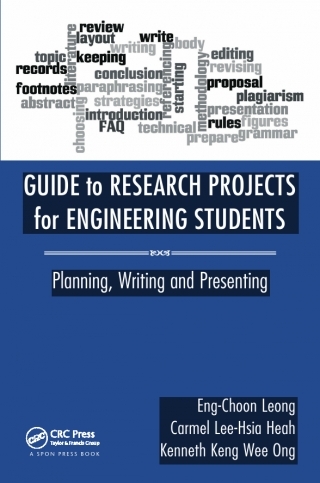 review
layout
write
writing
body
literature
topic
keeping
editing
records
referencing
revising
conclusion
starting
methodology
proposal
footnotes
paraphrasing
plagiarism
abstract
strategies
choosing
introduction
presentation
FAQ
technical
rules
figures
prepare
grammar
GUIDE to RESEARCH PROJECTS
for ENGINEERING STUDENTS
Planning, Writing and Presenting
Eng-Choon Leong
Carmel Lee-Hsia Heah
Kenneth Keng Wee Ong
CRC
CRC Press
Taylor & Francis Group
A SPON PRESS BOOK